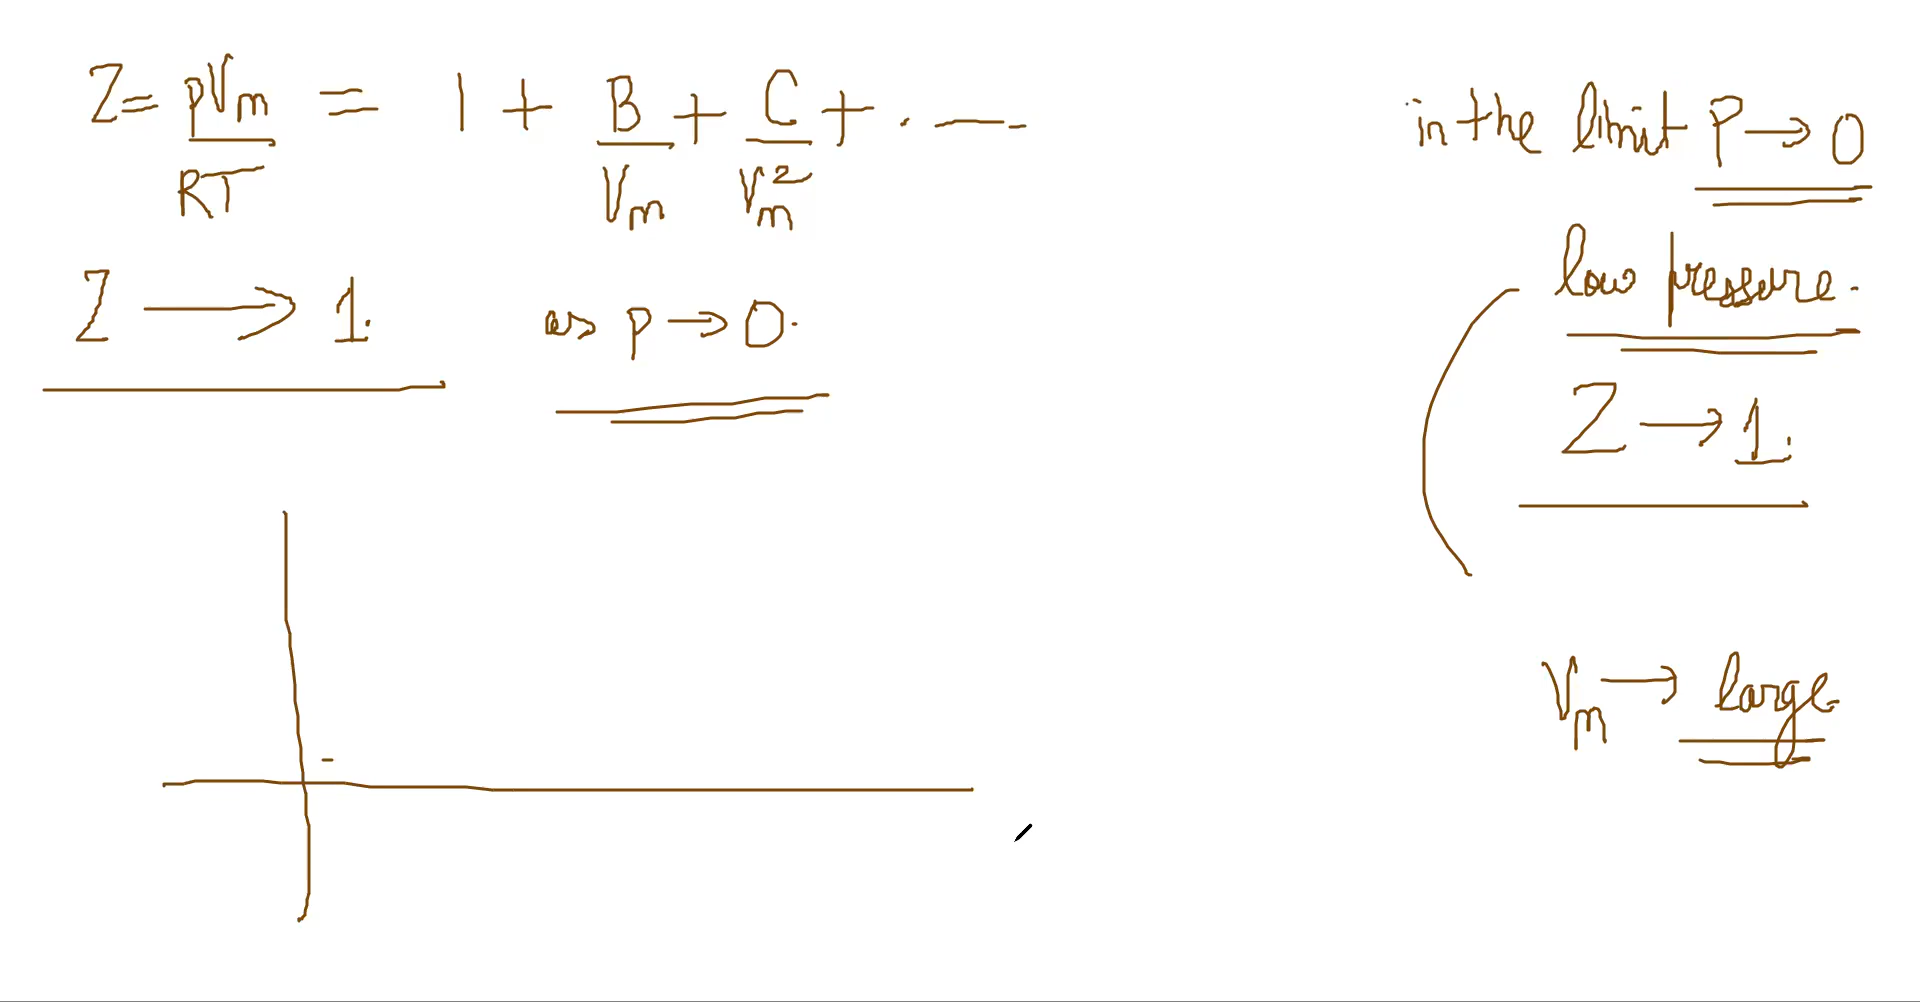 Z = pVm/RT = 1 + B/Vm + C/Vm² + . — -
Z → 1. as p → 0.
in the limit P → 0
low pressure.
Z → 1.
Vm → large